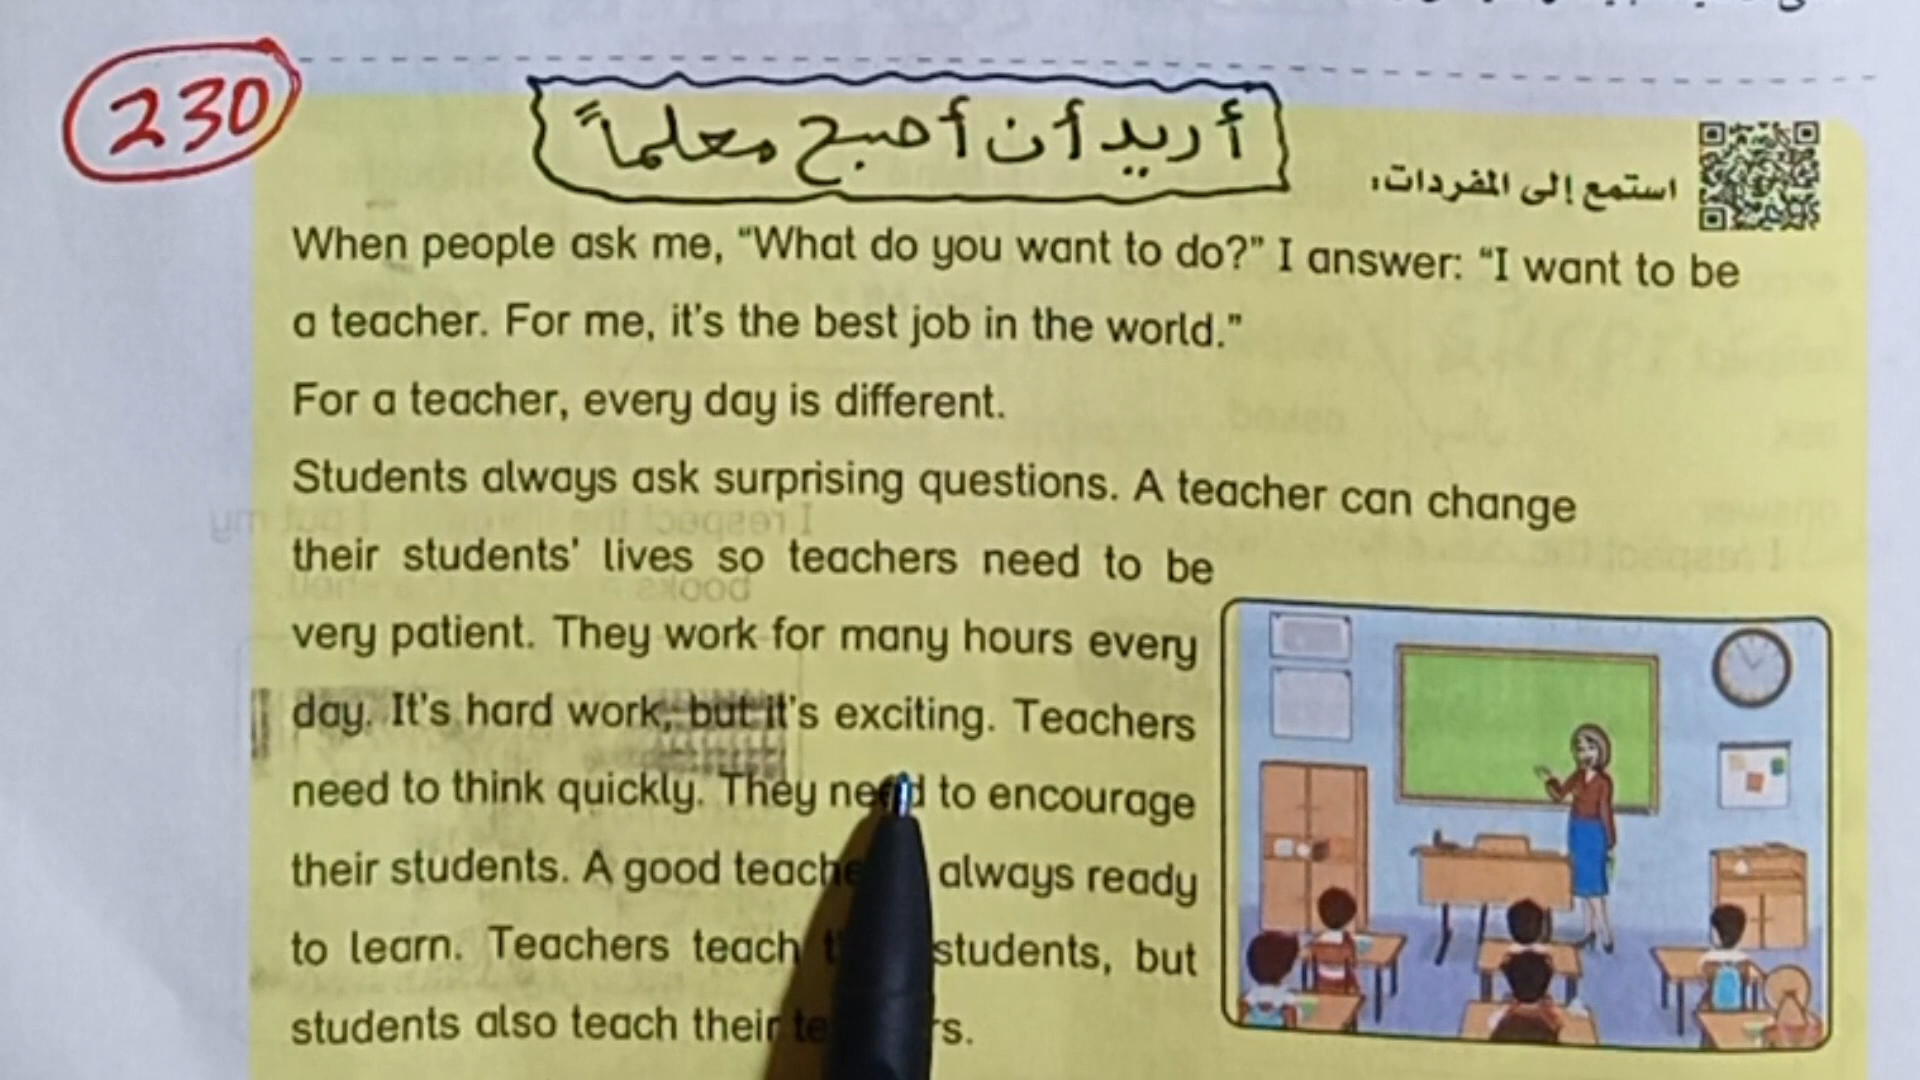 230
أريد أن أصبح معلماً
استمع إلى المفردات:
When people ask me, “What do you want to do?” I answer: “I want to be
a teacher. For me, it's the best job in the world.”
For a teacher, every day is different.
Students always ask surprising questions. A teacher can change
their students’ lives so teachers need to be
very patient. They work for many hours every
day. It's hard work, but it's exciting. Teachers
need to think quickly. They need to encourage
their students. A good always ready
to learn. Teachers teach students, but
students also teach their